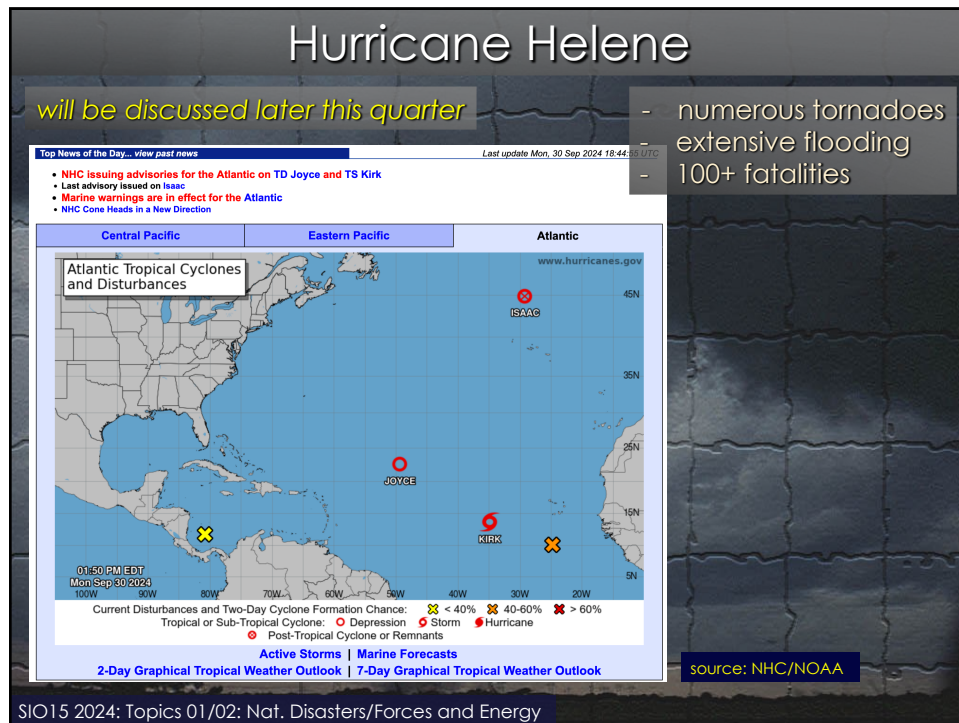 Hurricane Helene
will be discussed later this quarter
- numerous tornadoes
- extensive flooding
- 100+ fatalities
Top News of the Day... view past news
Last update Mon, 30 Sep 2024 18:44:55 UTC
• NHC issuing advisories for the Atlantic on TD Joyce and TS Kirk
• Last advisory issued on Isaac
• Marine warnings are in effect for the Atlantic
• NHC Cone Heads in a New Direction
Central Pacific
Eastern Pacific
Atlantic
Atlantic Tropical Cyclones
and Disturbances
www.hurricanes.gov
45N
ISAAC
35N
25N
JOYCE
15N
KIRK
01:50 PM EDT
Mon Sep 30 2024
5N
100W 90W 80W 70W 60W 50W 40W 30W 20W
Current Disturbances and Two-Day Cyclone Formation Chance: < 40% 40-60% > 60%
Tropical or Sub-Tropical Cyclone: Depression Storm Hurricane
Post-Tropical Cyclone or Remnants
Active Storms | Marine Forecasts
2-Day Graphical Tropical Weather Outlook | 7-Day Graphical Tropical Weather Outlook
source: NHC/NOAA
SIO15 2024: Topics 01/02: Nat. Disasters/Forces and Energy